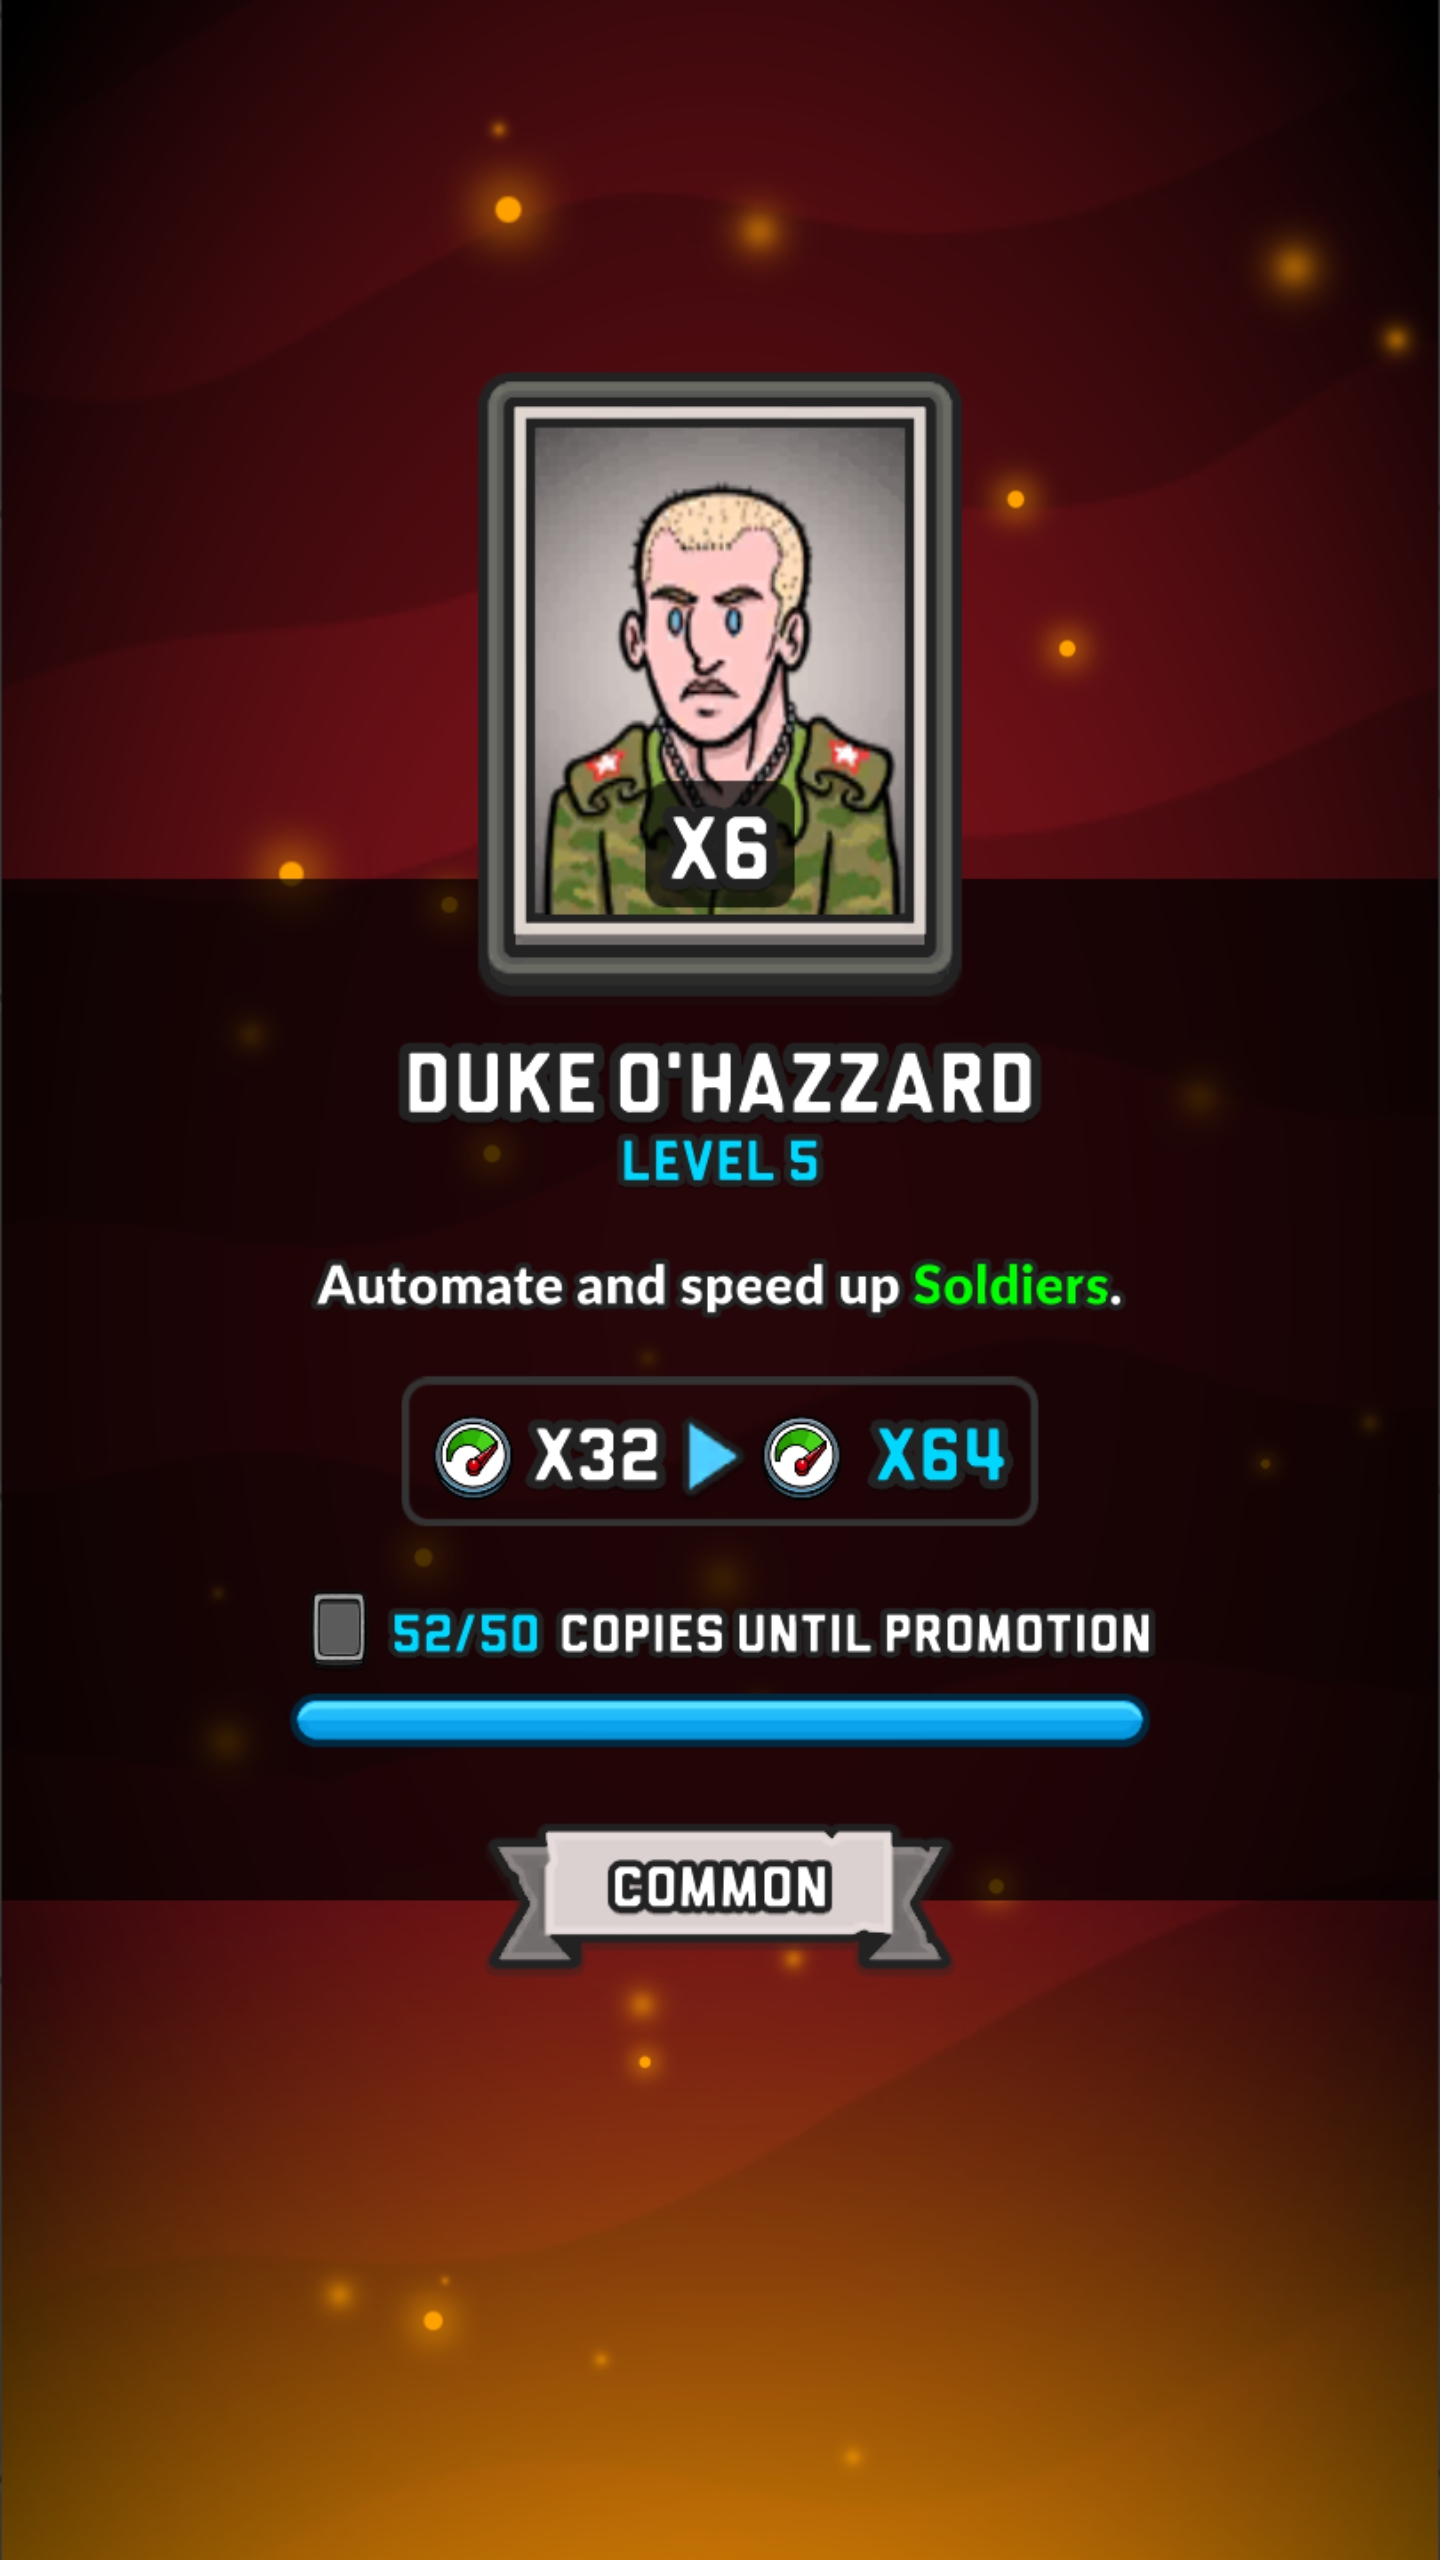 X6
DUKE O'HAZZARD
LEVEL 5
Automate and speed up Soldiers.
X32 X64
52/50 COPIES UNTIL PROMOTION
COMMON